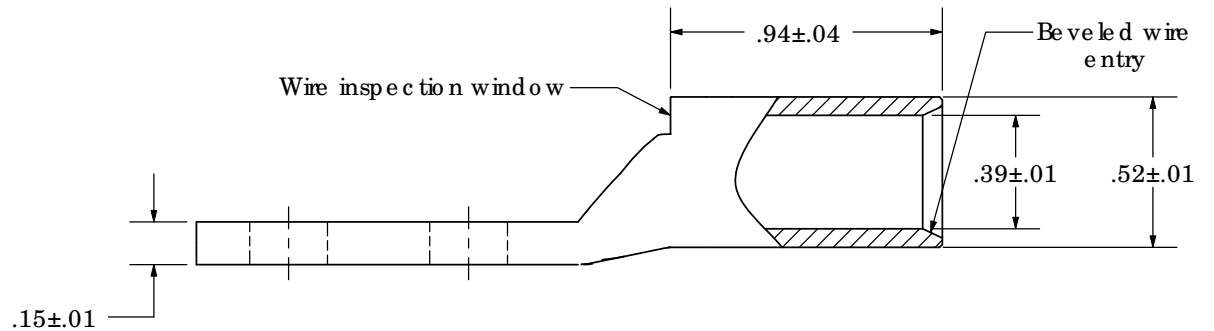 .94±.04
Beveled wire
entry
Wire inspection window
.39±.01
.52±.01
.15±.01